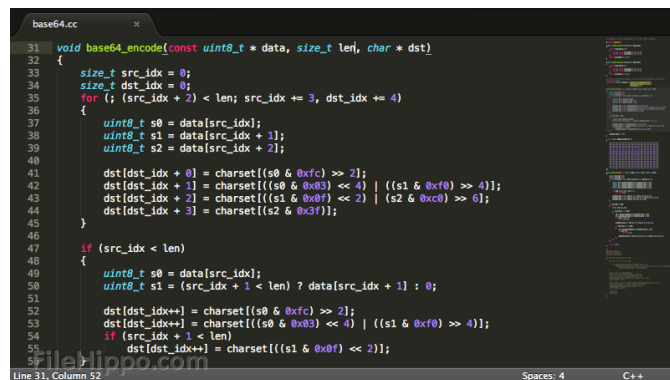 base64.cc ×
31 void base64_encode(const uint8_t * data, size_t len, char * dst)
32 {
33 size_t src_idx = 0;
34 size_t dst_idx = 0;
35 for (; (src_idx + 2) < len; src_idx += 3, dst_idx += 4)
36 {
37 uint8_t s0 = data[src_idx];
38 uint8_t s1 = data[src_idx + 1];
39 uint8_t s2 = data[src_idx + 2];
40
41 dst[dst_idx + 0] = charset[(s0 & 0xfc) >> 2];
42 dst[dst_idx + 1] = charset[((s0 & 0x03) << 4) | ((s1 & 0xf0) >> 4)];
43 dst[dst_idx + 2] = charset[((s1 & 0x0f) << 2) | (s2 & 0xc0) >> 6];
44 dst[dst_idx + 3] = charset[(s2 & 0x3f)];
45 }
46
47 if (src_idx < len)
48 {
49 uint8_t s0 = data[src_idx];
50 uint8_t s1 = (src_idx + 1 < len) ? data[src_idx + 1] : 0;
51
52 dst[dst_idx++] = charset[(s0 & 0xfc) >> 2];
53 dst[dst_idx++] = charset[((s0 & 0x03) << 4) | ((s1 & 0xf0) >> 4)];
54 if (src_idx + 1 < len)
55 dst[dst_idx++] = charset[((s1 & 0x0f) << 2)];
FileHippo.com
Line 31, Column 52 Spaces: 4 C++